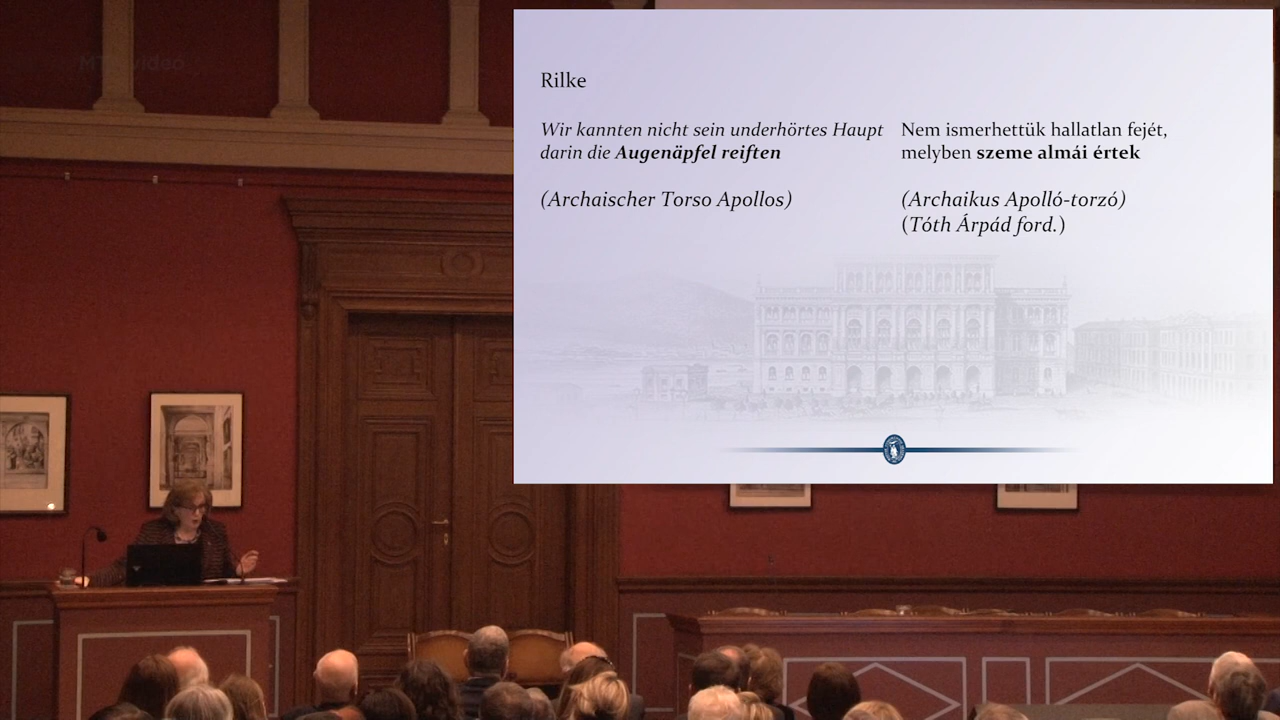 Rilke
Wir kannten nicht sein underhörtes Haupt
darin die Augenäpfel reiften
(Archaischer Torso Apollos)
Nem ismerhettük hallatlan fejét,
melyben szeme almái értek
(Archaikus Apolló-torzó)
(Tóth Árpád ford.)